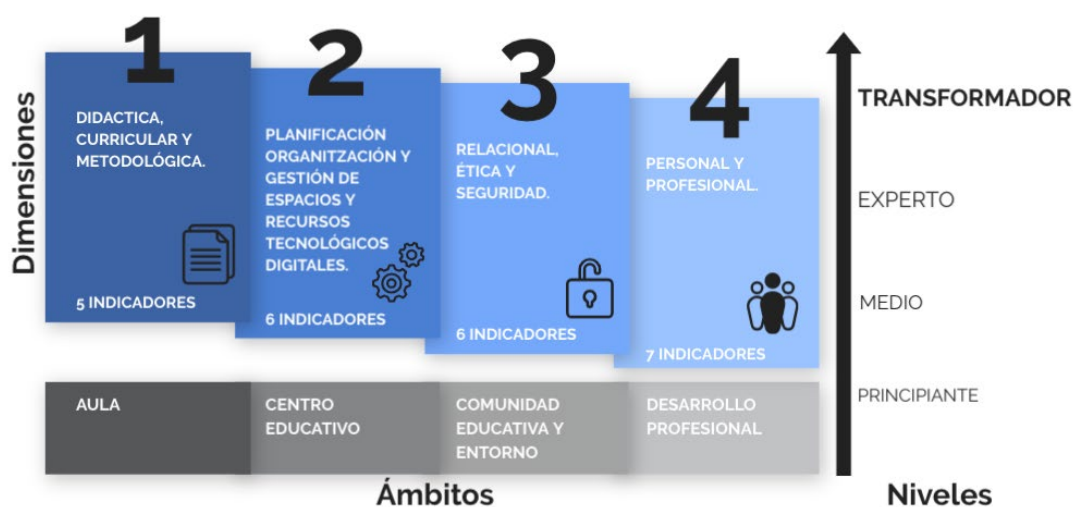 Dimensiones
1
DIDACTICA,
CURRICULAR Y
METODOLÓGICA.
5 INDICADORES
2
PLANIFICACIÓN
ORGANITZACIÓN Y
GESTIÓN DE
ESPACIOS Y
RECURSOS
TECNOLÓGICOS
DIGITALES.
6 INDICADORES
3
RELACIONAL,
ÉTICA Y
SEGURIDAD.
6 INDICADORES
4
PERSONAL Y
PROFESIONAL.
7 INDICADORES
AULA
CENTRO
EDUCATIVO
COMUNIDAD
EDUCATIVA Y
ENTORNO
DESARROLLO
PROFESIONAL
Ámbitos
TRANSFORMADOR
EXPERTO
MEDIO
PRINCIPIANTE
Niveles